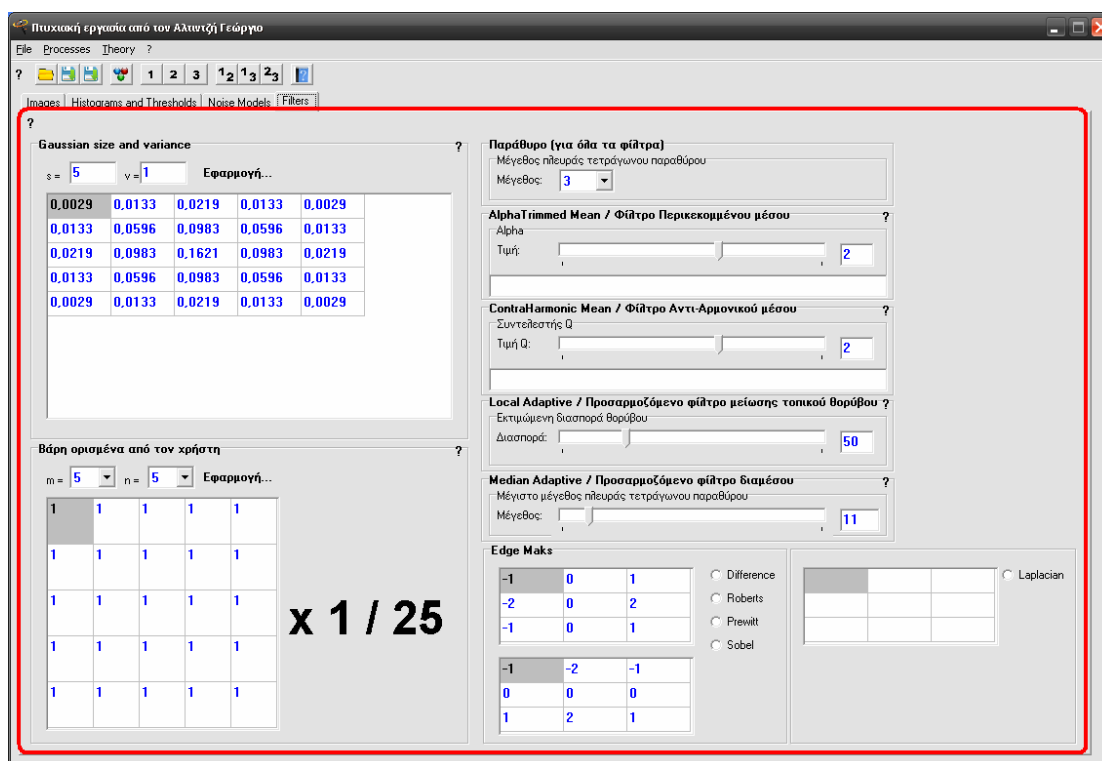 Πτυχιακή εργασία από τον Αλτιντζή Γεώργιο
File Processes Theory ?
? 1 2 3 12 13 23 ?
Images Histograms and Thresholds Noise Models Filters
?
Gaussian size and variance ?
s = 5 v = 1 Εφαρμογή...
0,0029 0,0133 0,0219 0,0133 0,0029
0,0133 0,0596 0,0983 0,0596 0,0133
0,0219 0,0983 0,1621 0,0983 0,0219
0,0133 0,0596 0,0983 0,0596 0,0133
0,0029 0,0133 0,0219 0,0133 0,0029
Βάρη ορισμένα από τον χρήστη ?
m = 5 n = 5 Εφαρμογή...
1 1 1 1 1
1 1 1 1 1
1 1 1 1 1
1 1 1 1 1
1 1 1 1 1
x 1 / 25
Παράθυρο (για όλα τα φίλτρα)
Μέγεθος πλευράς τετράγωνου παραθύρου
Μέγεθος: 3
AlphaTrimmed Mean / Φίλτρο Περικεκομμένου μέσου ?
Alpha
Τιμή: 2
ContraHarmonic Mean / Φίλτρο Αντι-Αρμονικού μέσου ?
Συντελεστής Q
Τιμή Q: 2
Local Adaptive / Προσαρμοζόμενο φίλτρο μείωσης τοπικού θορύβου ?
Εκτιμώμενη διασπορά θορύβου
Διασπορά: 50
Median Adaptive / Προσαρμοζόμενο φίλτρο διαμέσου ?
Μέγιστο μέγεθος πλευράς τετράγωνου παραθύρου
Μέγεθος: 11
Edge Maks
-1 0 1
-2 0 2
-1 0 1
-1 -2 -1
0 0 0
1 2 1
Difference
Roberts
Prewitt
Sobel
Laplacian